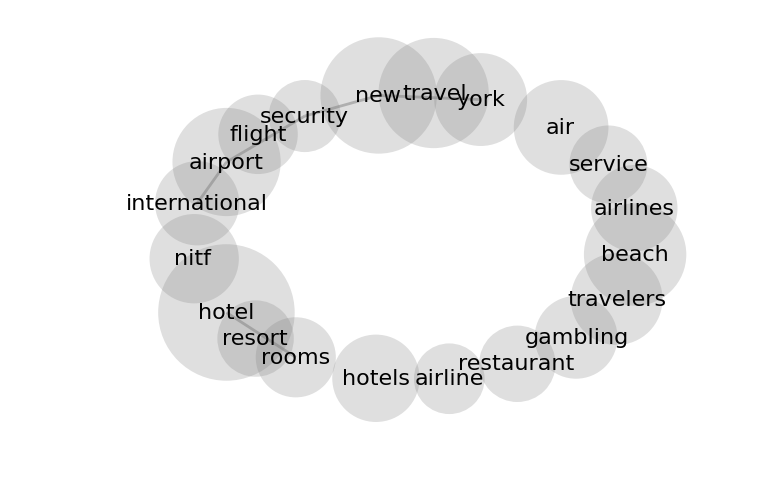 travel
new
york
security
air
flight
airport
service
international
airlines
beach
nitf
travelers
hotel
gambling
resort
rooms
restaurant
hotels
airline